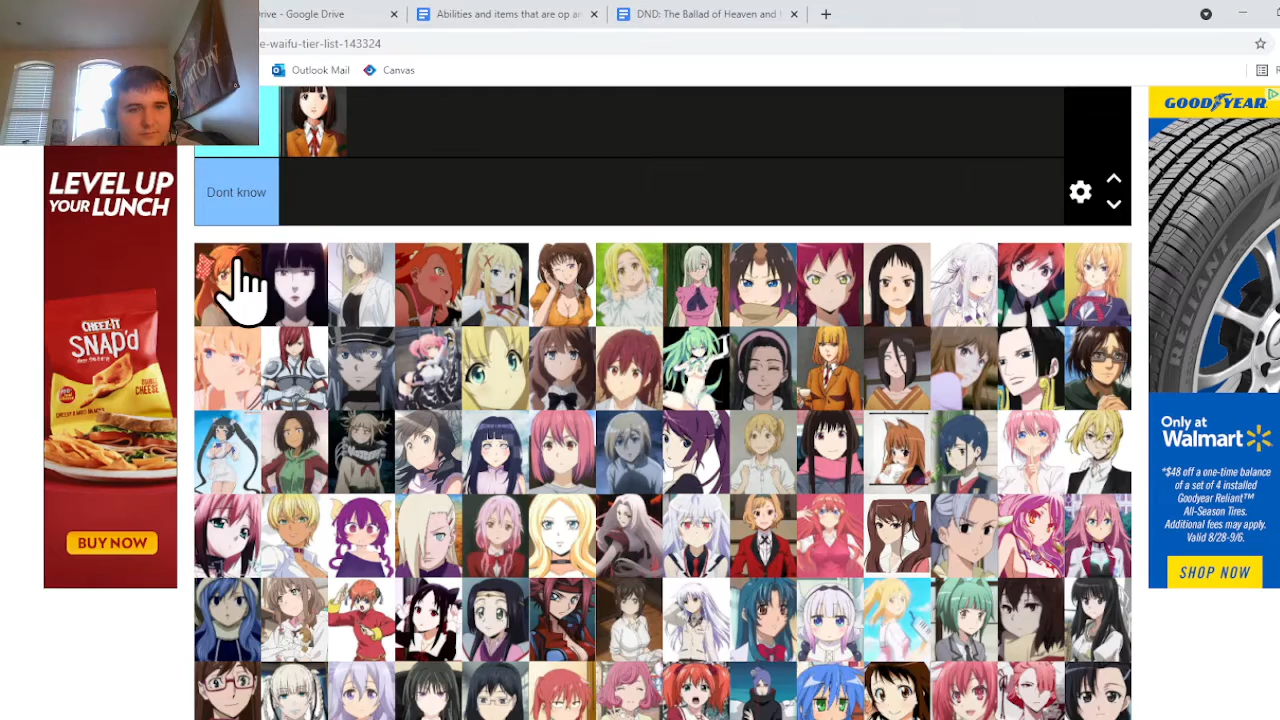 rive - Google Drive
Abilities and items that are op an
DND: The Ballad of Heaven and
e-waifu-tier-list-143324
Outlook Mail
Canvas
LEVEL UP
YOUR LUNCH
CHEEZ-IT
SNAP'd
DOUBLE
CHEESE
BUY NOW
Dont know
GOODYEAR
RELIANT
Only at
Walmart
*$48 off a one-time balance
of a set of 4 installed
Goodyear Reliant™
All-Season Tires.
Additional fees may apply.
Valid 8/28-9/6.
SHOP NOW